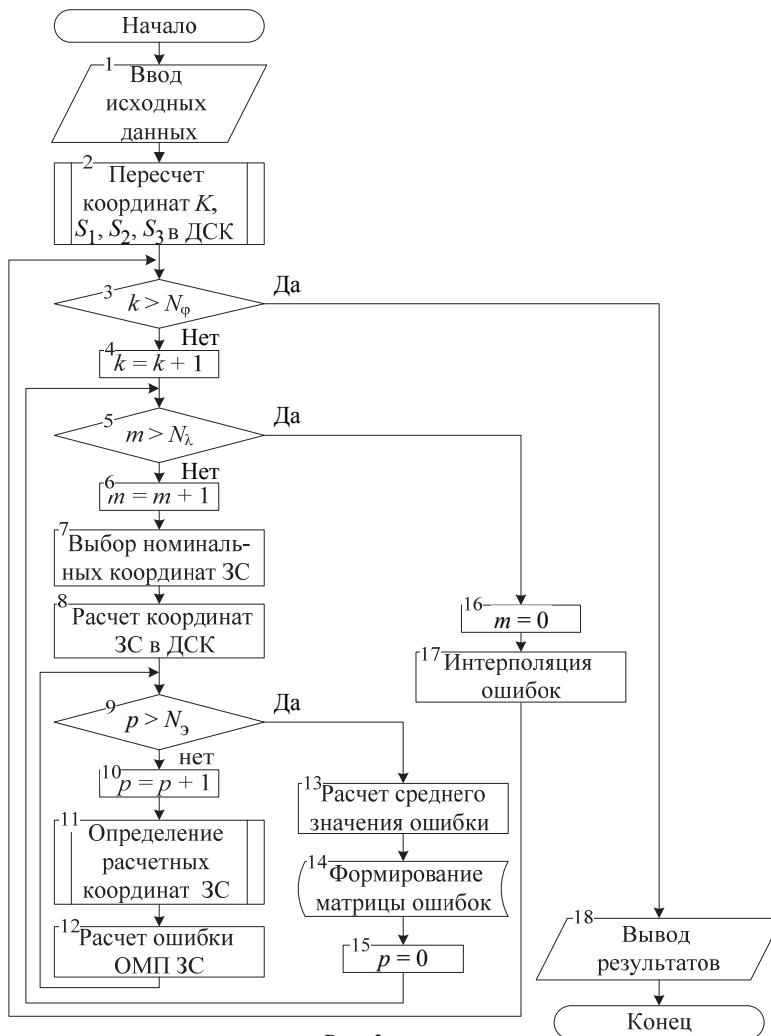 Начало
1
Ввод
исходных
данных
2
Пересчет
координат K,
S1, S2, S3 в ДСК
3
k > Nφ
Да
Нет
4
k = k + 1
5
m > Nλ
Да
Нет
6
m = m + 1
7
Выбор номиналь-
ных координат ЗС
8
Расчет координат
ЗС в ДСК
9
p > Nэ
Да
нет
10
p = p + 1
11
Определение
расчетных
координат ЗС
12
Расчет ошибки
ОМП ЗС
13
Расчет среднего
значения ошибки
14
Формирование
матрицы ошибок
15
p = 0
16
m = 0
17
Интерполяция
ошибок
18
Вывод
результатов
Конец